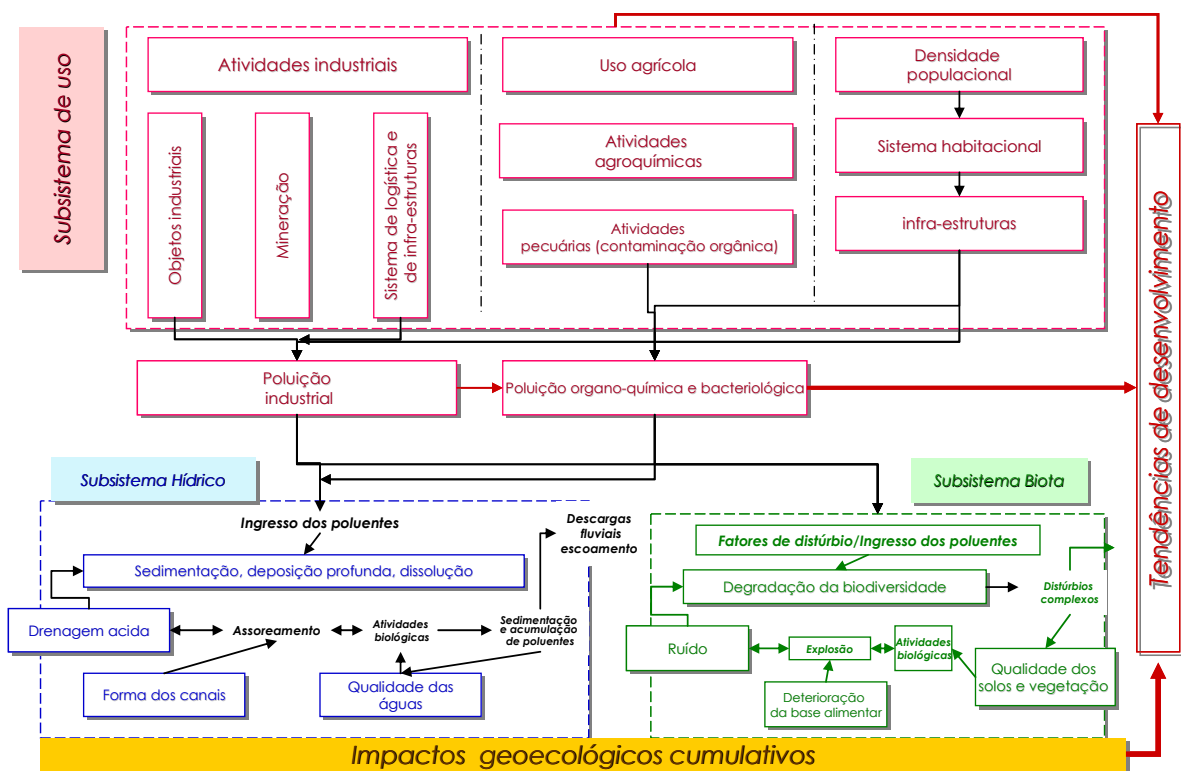 Subsistema de uso
Atividades industriais
Objetos industriais
Mineração
Sistema de logística e
de infra-estruturas
Uso agrícola
Atividades
agroquímicas
Atividades
pecuárias (contaminação orgânica)
Densidade
populacional
Sistema habitacional
infra-estruturas
Tendências de desenvolvimento
Poluição
industrial
Poluição organo-química e bacteriológica
Subsistema Hídrico
Ingresso dos poluentes
Descargas
fluviais
escoamento
Sedimentação, deposição profunda, dissolução
Drenagem acida
Assoreamento
Atividades
biológicas
Sedimentação
e acumulação
de poluentes
Forma dos canais
Qualidade das
águas
Subsistema Biota
Fatores de distúrbio/Ingresso dos poluentes
Degradação da biodiversidade
Distúrbios
complexos
Ruído
Explosão
Atividades
biológicas
Qualidade dos
solos e vegetação
Deterioração
da base alimentar
Impactos geoecológicos cumulativos